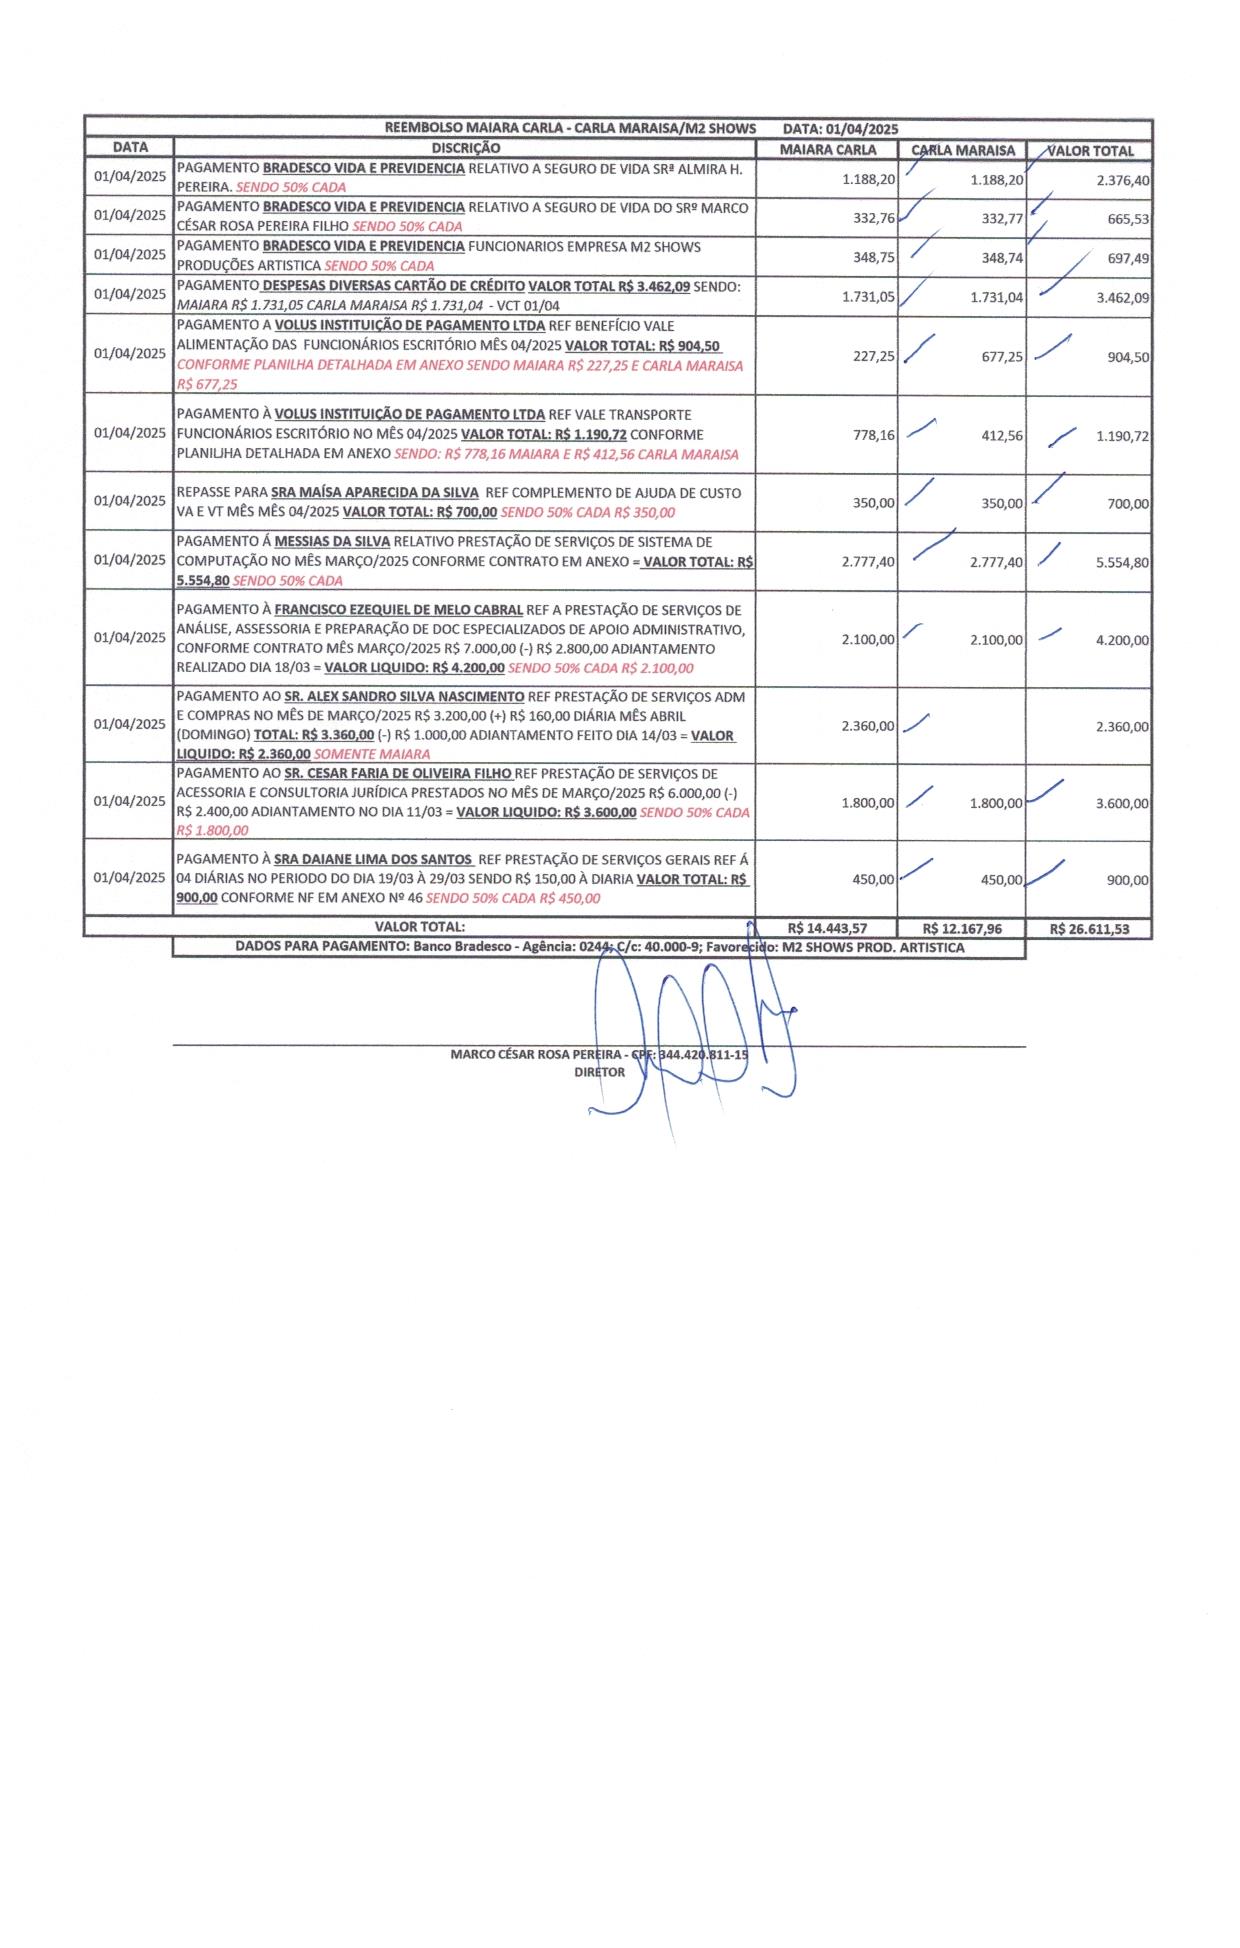 REEMBOLSO MAIARA CARLA - CARLA MARAISA/M2 SHOWS DATA: 01/04/2025
DATA DISCRIÇÃO MAIARA CARLA CARLA MARAISA VALOR TOTAL
01/04/2025 PAGAMENTO BRADESCO VIDA E PREVIDENCIA RELATIVO A SEGURO DE VIDA SRª ALMIRA H.
PEREIRA. SENDO 50% CADA 1.188,20 1.188,20 2.376,40
01/04/2025 PAGAMENTO BRADESCO VIDA E PREVIDENCIA RELATIVO A SEGURO DE VIDA DO SRº MARCO
CÉSAR ROSA PEREIRA FILHO SENDO 50% CADA 332,76 332,77 665,53
01/04/2025 PAGAMENTO BRADESCO VIDA E PREVIDENCIA FUNCIONARIOS EMPRESA M2 SHOWS
PRODUÇÕES ARTISTICA SENDO 50% CADA 348,75 348,74 697,49
01/04/2025 PAGAMENTO DESPESAS DIVERSAS CARTÃO DE CRÉDITO VALOR TOTAL R$ 3.462,09 SENDO:
MAIARA R$ 1.731,05 CARLA MARAISA R$ 1.731,04 - VCT 01/04 1.731,05 1.731,04 3.462,09
PAGAMENTO A VOLUS INSTITUIÇÃO DE PAGAMENTO LTDA REF BENEFÍCIO VALE
01/04/2025 ALIMENTAÇÃO DAS FUNCIONÁRIOS ESCRITÓRIO MÊS 04/2025 VALOR TOTAL: R$ 904,50 227,25 677,25 904,50
CONFORME PLANILHA DETALHADA EM ANEXO SENDO MAIARA R$ 227,25 E CARLA MARAISA
R$ 677,25
PAGAMENTO À VOLUS INSTITUIÇÃO DE PAGAMENTO LTDA REF VALE TRANSPORTE
01/04/2025 FUNCIONÁRIOS ESCRITÓRIO NO MÊS 04/2025 VALOR TOTAL: R$ 1.190,72 CONFORME 778,16 412,56 1.190,72
PLANILJHA DETALHADA EM ANEXO SENDO: R$ 778,16 MAIARA E R$ 412,56 CARLA MARAISA
01/04/2025 REPASSE PARA SRA MAÍSA APARECIDA DA SILVA REF COMPLEMENTO DE AJUDA DE CUSTO
VA E VT MÊS MÊS 04/2025 VALOR TOTAL: R$ 700,00 SENDO 50% CADA R$ 350,00 350,00 350,00 700,00
PAGAMENTO Á MESSIAS DA SILVA RELATIVO PRESTAÇÃO DE SERVIÇOS DE SISTEMA DE
01/04/2025 COMPUTAÇÃO NO MÊS MARÇO/2025 CONFORME CONTRATO EM ANEXO = VALOR TOTAL: R$ 2.777,40 2.777,40 5.554,80
5.554,80 SENDO 50% CADA
PAGAMENTO À FRANCISCO EZEQUIEL DE MELO CABRAL REF A PRESTAÇÃO DE SERVIÇOS DE
01/04/2025 ANÁLISE, ASSESSORIA E PREPARAÇÃO DE DOC ESPECIALIZADOS DE APOIO ADMINISTRATIVO, 2.100,00 2.100,00 4.200,00
CONFORME CONTRATO MÊS MARÇO/2025 R$ 7.000,00 (-) R$ 2.800,00 ADIANTAMENTO
REALIZADO DIA 18/03 = VALOR LIQUIDO: R$ 4.200,00 SENDO 50% CADA R$ 2.100,00
PAGAMENTO AO SR. ALEX SANDRO SILVA NASCIMENTO REF PRESTAÇÃO DE SERVIÇOS ADM
01/04/2025 E COMPRAS NO MÊS DE MARÇO/2025 R$ 3.200,00 (+) R$ 160,00 DIÁRIA MÊS ABRIL 2.360,00 2.360,00
(DOMINGO) TOTAL: R$ 3.360,00 (-) R$ 1.000,00 ADIANTAMENTO FEITO DIA 14/03 = VALOR
LIQUIDO: R$ 2.360,00 SOMENTE MAIARA
PAGAMENTO AO SR. CESAR FARIA DE OLIVEIRA FILHO REF PRESTAÇÃO DE SERVIÇOS DE
01/04/2025 ACESSORIA E CONSULTORIA JURÍDICA PRESTADOS NO MÊS DE MARÇO/2025 R$ 6.000,00 (-) 1.800,00 1.800,00 3.600,00
R$ 2.400,00 ADIANTAMENTO NO DIA 11/03 = VALOR LIQUIDO: R$ 3.600,00 SENDO 50% CADA
R$ 1.800,00
PAGAMENTO À SRA DAIANE LIMA DOS SANTOS REF PRESTAÇÃO DE SERVIÇOS GERAIS REF Á
01/04/2025 04 DIÁRIAS NO PERIODO DO DIA 19/03 À 29/03 SENDO R$ 150,00 À DIARIA VALOR TOTAL: R$ 450,00 450,00 900,00
900,00 CONFORME NF EM ANEXO Nº 46 SENDO 50% CADA R$ 450,00
VALOR TOTAL: R$ 14.443,57 R$ 12.167,96 R$ 26.611,53
DADOS PARA PAGAMENTO: Banco Bradesco - Agência: 0244; C/c: 40.000-9; Favorecido: M2 SHOWS PROD. ARTISTICA
MARCO CÉSAR ROSA PEREIRA - CPF: 344.420.811-15
DIRETOR